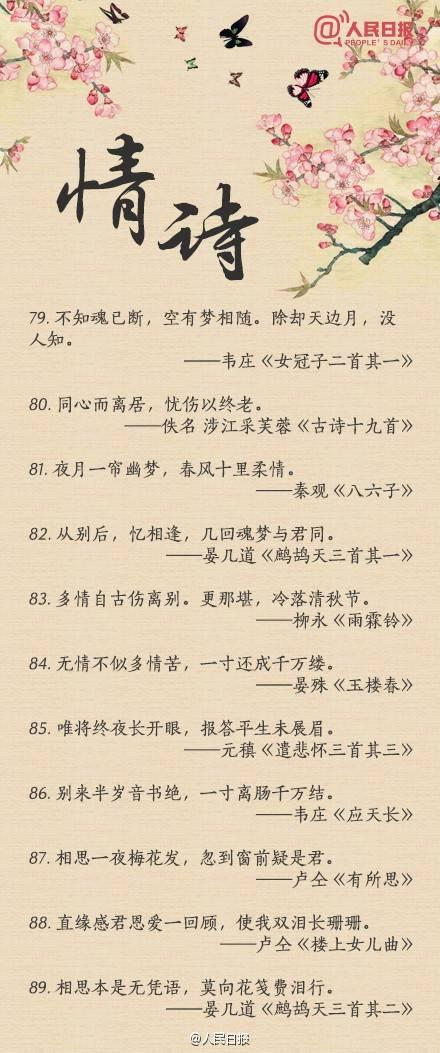 @人民日报
PEOPLE'S DAILY
情诗
79. 不知魂已断，空有梦相随。除却天边月，没
人知。
——韦庄《女冠子二首其一》
80. 同心而离居，忧伤以终老。
——佚名 涉江采芙蓉《古诗十九首》
81. 夜月一帘幽梦，春风十里柔情。
——秦观《八六子》
82. 从别后，忆相逢，几回魂梦与君同。
——晏几道《鹧鸪天三首其一》
83. 多情自古伤离别。更那堪，冷落清秋节。
——柳永《雨霖铃》
84. 无情不似多情苦，一寸还成千万缕。
——晏殊《玉楼春》
85. 唯将终夜长开眼，报答平生未展眉。
——元稹《遣悲怀三首其三》
86. 别来半岁音书绝，一寸离肠千万结。
——韦庄《应天长》
87. 相思一夜梅花发，忽到窗前疑是君。
——卢仝《有所思》
88. 直缘感君恩爱一回顾，使我双泪长珊珊。
——卢仝《楼上女儿曲》
89. 相思本是无凭语，莫向花笺费泪行。
——晏几道《鹧鸪天三首其二》
@人民日报